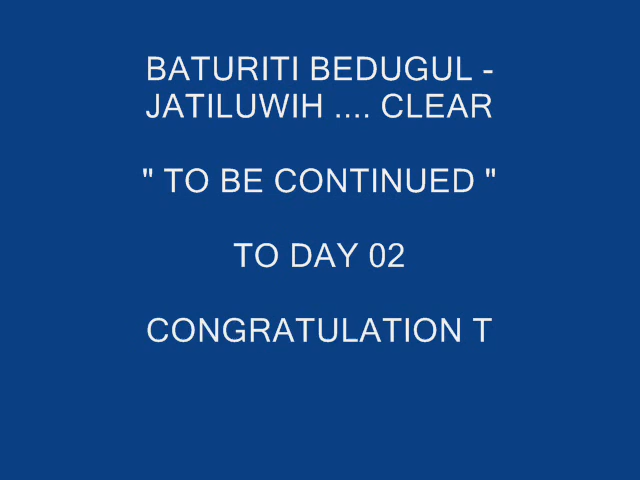 BATURITI BEDUGUL -
JATILUWIH .... CLEAR
" TO BE CONTINUED "
TO DAY 02
CONGRATULATION T